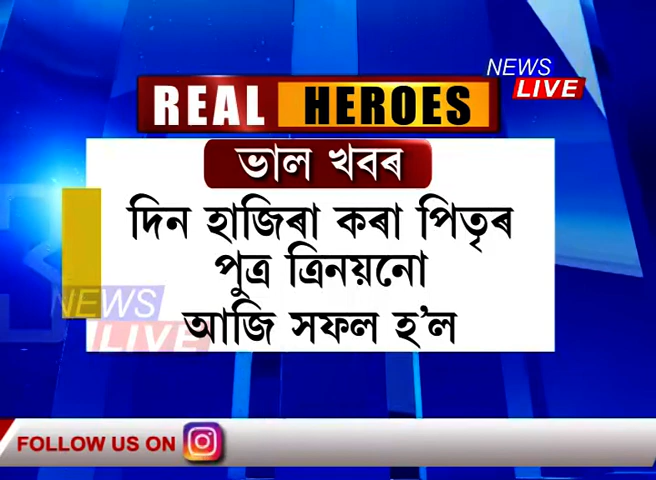 NEWS
LIVE
REAL HEROES
ভাল খবৰ
দিন হাজিৰা কৰা পিতৃৰ
পুত্ৰ ত্ৰিনয়নো
আজি সফল হ'ল
NEWS
LIVE
FOLLOW US ON